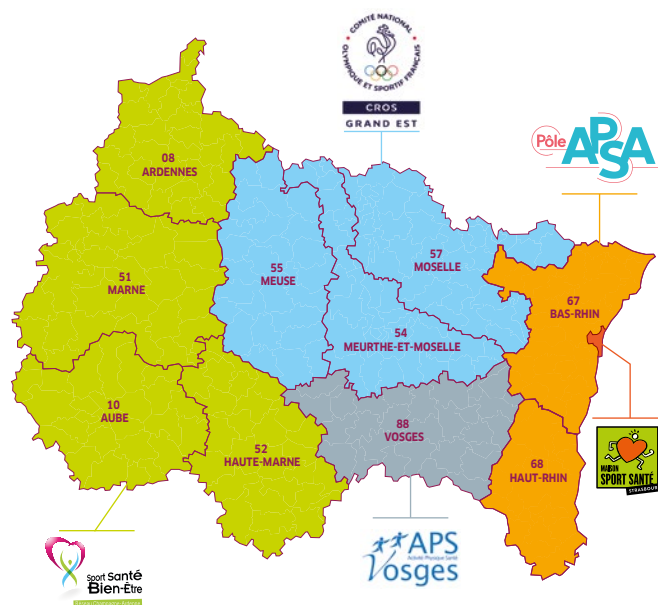 COMITÉ NATIONAL
OLYMPIQUE ET SPORTIF FRANÇAIS
CROS
GRAND EST
Pôle
APSA
08
ARDENNES
57
MOSELLE
55
MEUSE
51
MARNE
67
BAS-RHIN
54
MEURTHE-ET-MOSELLE
10
AUBE
88
VOSGES
52
HAUTE-MARNE
68
HAUT-RHIN
MAISON
SPORT SANTÉ
STRASBOURG
APS
Activité Physique Santé
Vosges
Sport Santé
Bien-Être